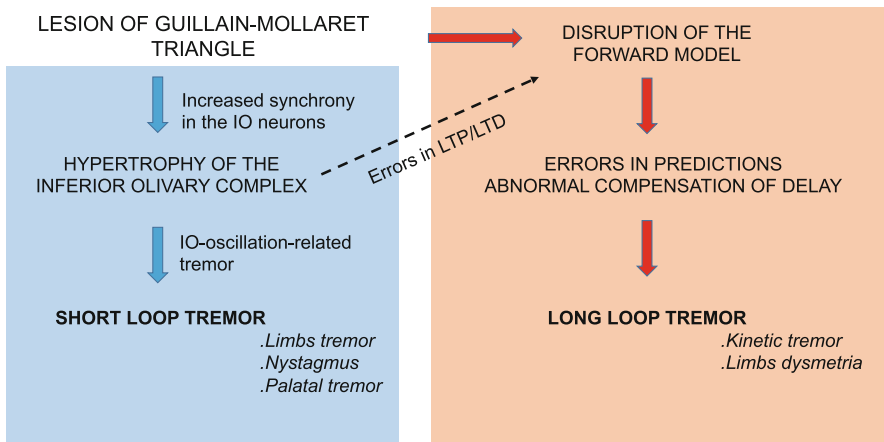 LESION OF GUILLAIN-MOLLARET
TRIANGLE
Increased synchrony
in the IO neurons
HYPERTROPHY OF THE
INFERIOR OLIVARY COMPLEX
IO-oscillation-related
tremor
SHORT LOOP TREMOR
.Limbs tremor
.Nystagmus
.Palatal tremor
Errors in LTP/LTD
DISRUPTION OF THE
FORWARD MODEL
ERRORS IN PREDICTIONS
ABNORMAL COMPENSATION OF DELAY
LONG LOOP TREMOR
.Kinetic tremor
.Limbs dysmetria